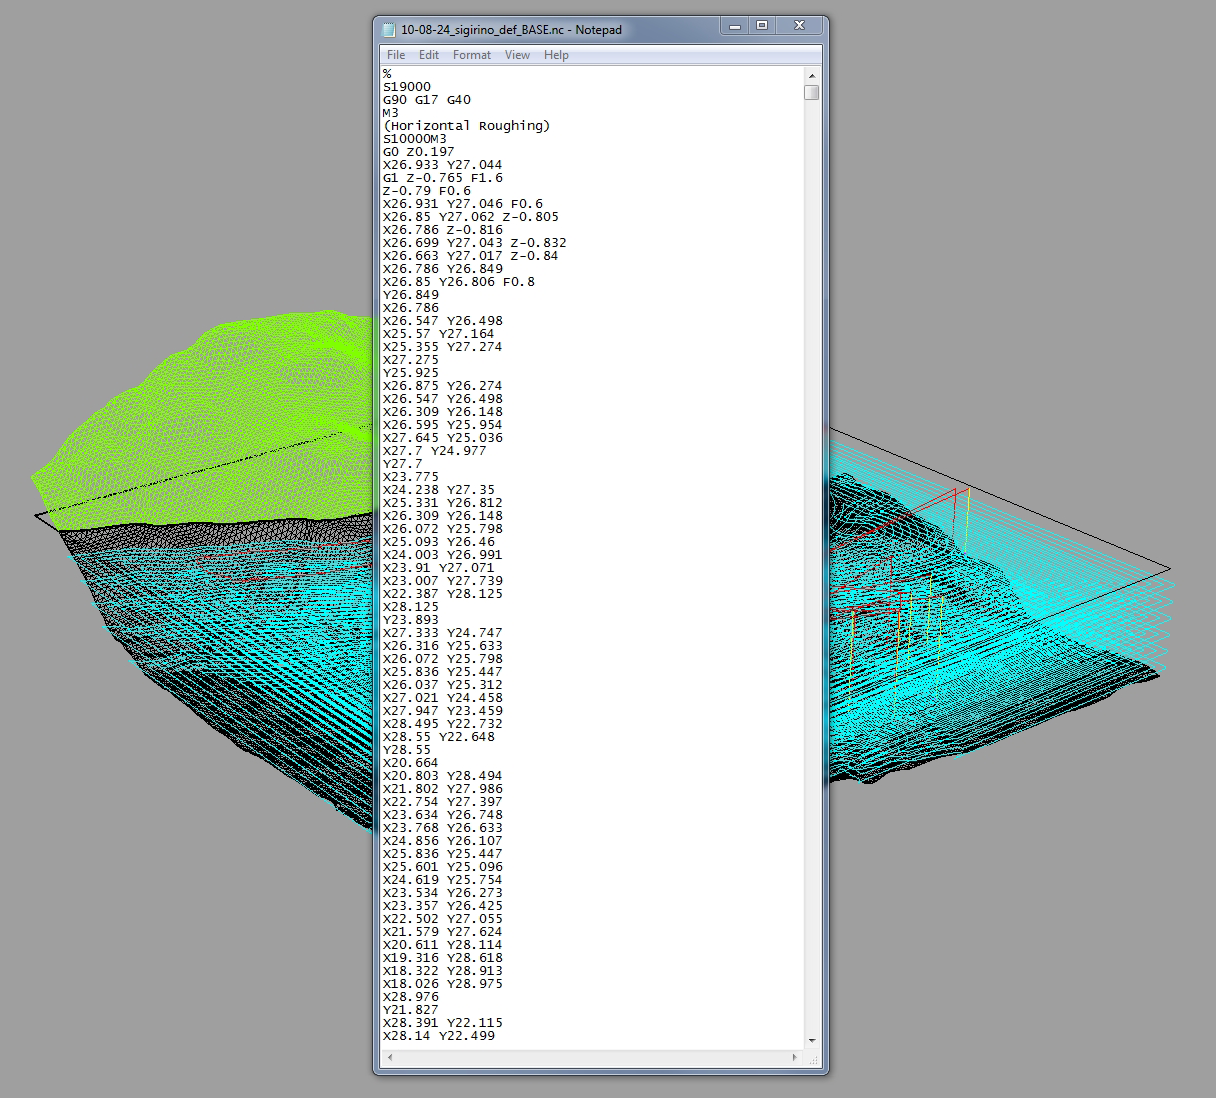 10-08-24_sigirino_def_BASE.nc - Notepad
File Edit Format View Help
%
S19000
G90 G17 G40
M3
(Horizontal Roughing)
S10000M3
G0 Z0.197
X26.933 Y27.044
G1 Z-0.765 F1.6
Z-0.79 F0.6
X26.931 Y27.046 F0.6
X26.85 Y27.062 Z-0.805
X26.786 Z-0.816
X26.699 Y27.043 Z-0.832
X26.663 Y27.017 Z-0.84
X26.786 Y26.849
X26.85 Y26.806 F0.8
Y26.849
X26.786
X26.547 Y26.498
X25.57 Y27.164
X25.355 Y27.274
X27.275
Y25.925
X26.875 Y26.274
X26.547 Y26.498
X26.309 Y26.148
X26.595 Y25.954
X27.645 Y25.036
X27.7 Y24.977
Y27.7
X23.775
X24.238 Y27.35
X25.331 Y26.812
X26.309 Y26.148
X26.072 Y25.798
X25.093 Y26.46
X24.003 Y26.991
X23.91 Y27.071
X23.007 Y27.739
X22.387 Y28.125
X28.125
Y23.893
X27.333 Y24.747
X26.316 Y25.633
X26.072 Y25.798
X25.836 Y25.447
X26.037 Y25.312
X27.021 Y24.458
X27.947 Y23.459
X28.495 Y22.732
X28.55 Y22.648
Y28.55
X20.664
X20.803 Y28.494
X21.802 Y27.986
X22.754 Y27.397
X23.634 Y26.748
X23.768 Y26.633
X24.856 Y26.107
X25.836 Y25.447
X25.601 Y25.096
X24.619 Y25.754
X23.534 Y26.273
X23.357 Y26.425
X22.502 Y27.055
X21.579 Y27.624
X20.611 Y28.114
X19.316 Y28.618
X18.322 Y28.913
X18.026 Y28.975
X28.976
Y21.827
X28.391 Y22.115
X28.14 Y22.499